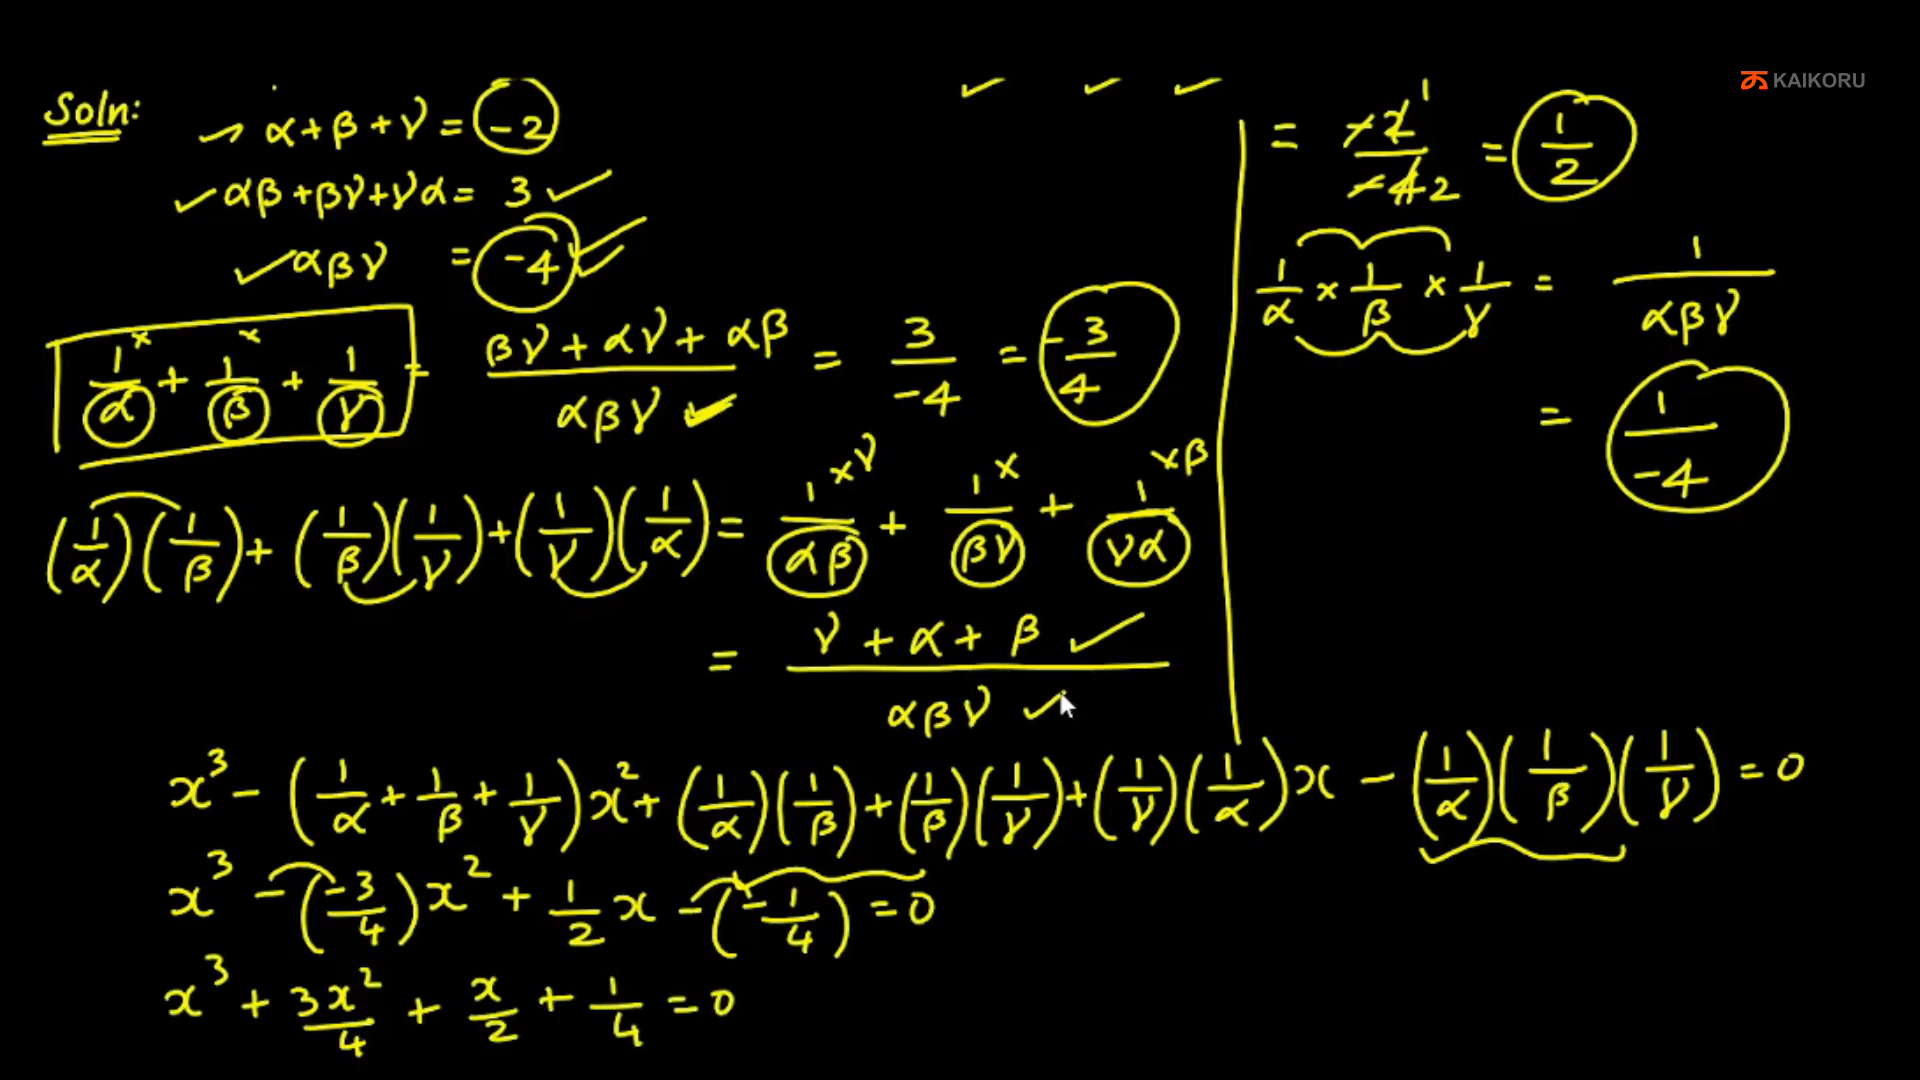 KAIKORU
Soln:
α+β+γ = -2
αβ+βγ+γα = 3
αβγ = -4
1/α + 1/β + 1/γ = (βγ + αγ + αβ)/(αβγ) = 3/-4 = -3/4
(1/α)(1/β) + (1/β)(1/γ) + (1/γ)(1/α) = 1/αβ ×γ + 1/βγ × + 1/γα ×β
= (γ + α + β)/(αβγ)
= -2/-4 = 1/2
1/α × 1/β × 1/γ = 1/(αβγ)
= 1/-4
x³ - (1/α + 1/β + 1/γ)x² + (1/α)(1/β) + (1/β)(1/γ) + (1/γ)(1/α)x - (1/α)(1/β)(1/γ) = 0
x³ - (-3/4)x² + 1/2 x - (-1/4) = 0
x³ + 3x²/4 + x/2 + 1/4 = 0